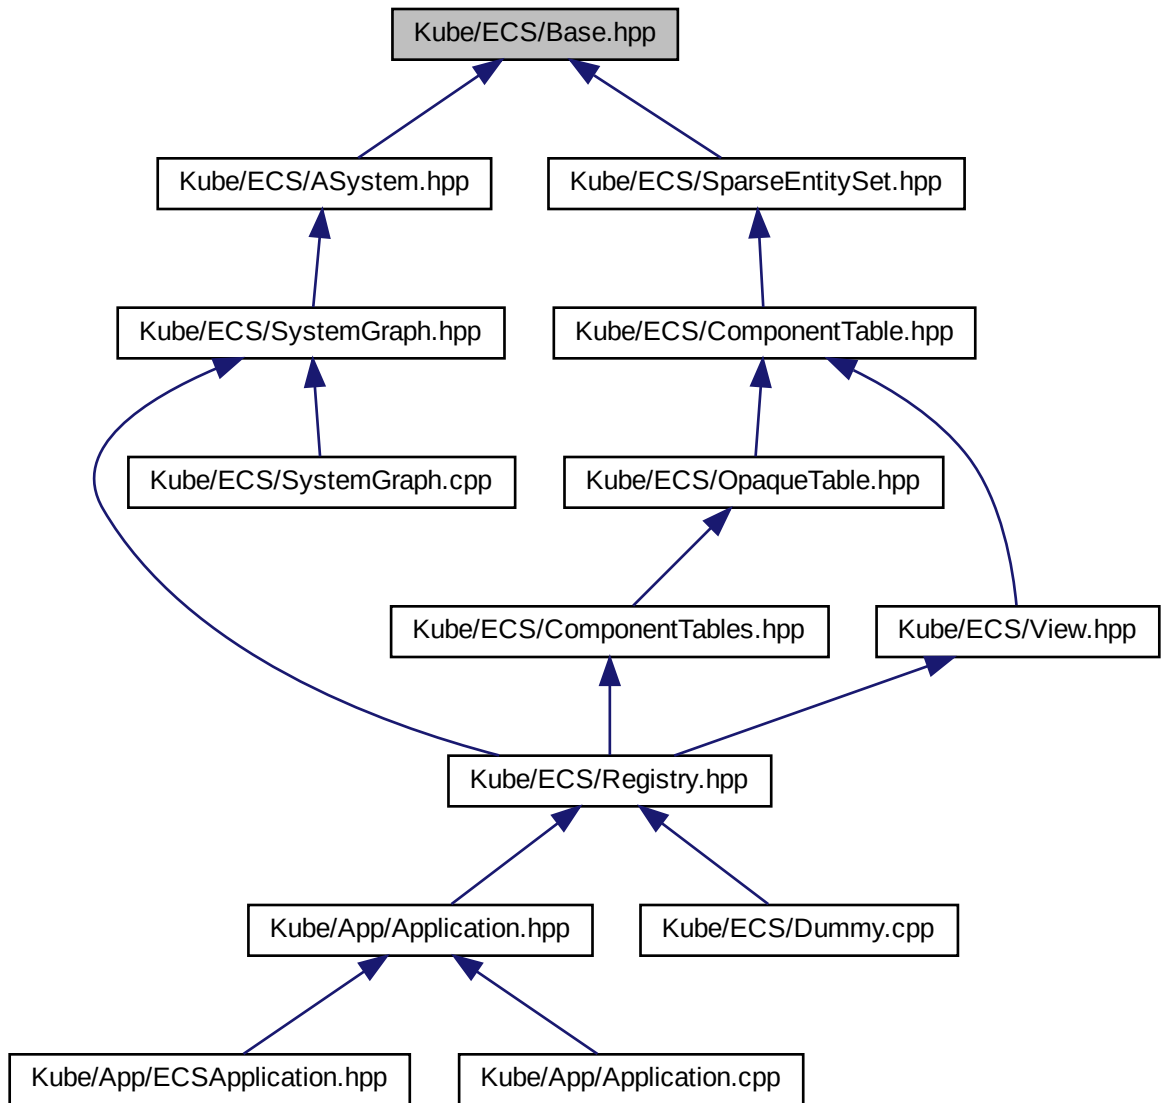 Kube/ECS/Base.hpp
Kube/ECS/ASystem.hpp
Kube/ECS/SparseEntitySet.hpp
Kube/ECS/SystemGraph.hpp
Kube/ECS/ComponentTable.hpp
Kube/ECS/SystemGraph.cpp
Kube/ECS/OpaqueTable.hpp
Kube/ECS/ComponentTables.hpp
Kube/ECS/View.hpp
Kube/ECS/Registry.hpp
Kube/App/Application.hpp
Kube/ECS/Dummy.cpp
Kube/App/ECSApplication.hpp
Kube/App/Application.cpp